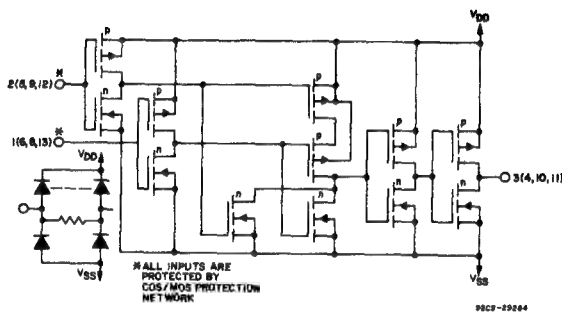 VDD
p
*
2(5,9,12)
n
p
p
*
1(6,8,13)
p
p
p
VDD
n
n
n
n
n
3(4,10,11)
VSS
VSS
*ALL INPUTS ARE
PROTECTED BY
COS/MOS PROTECTION
NETWORK
92CS-29264